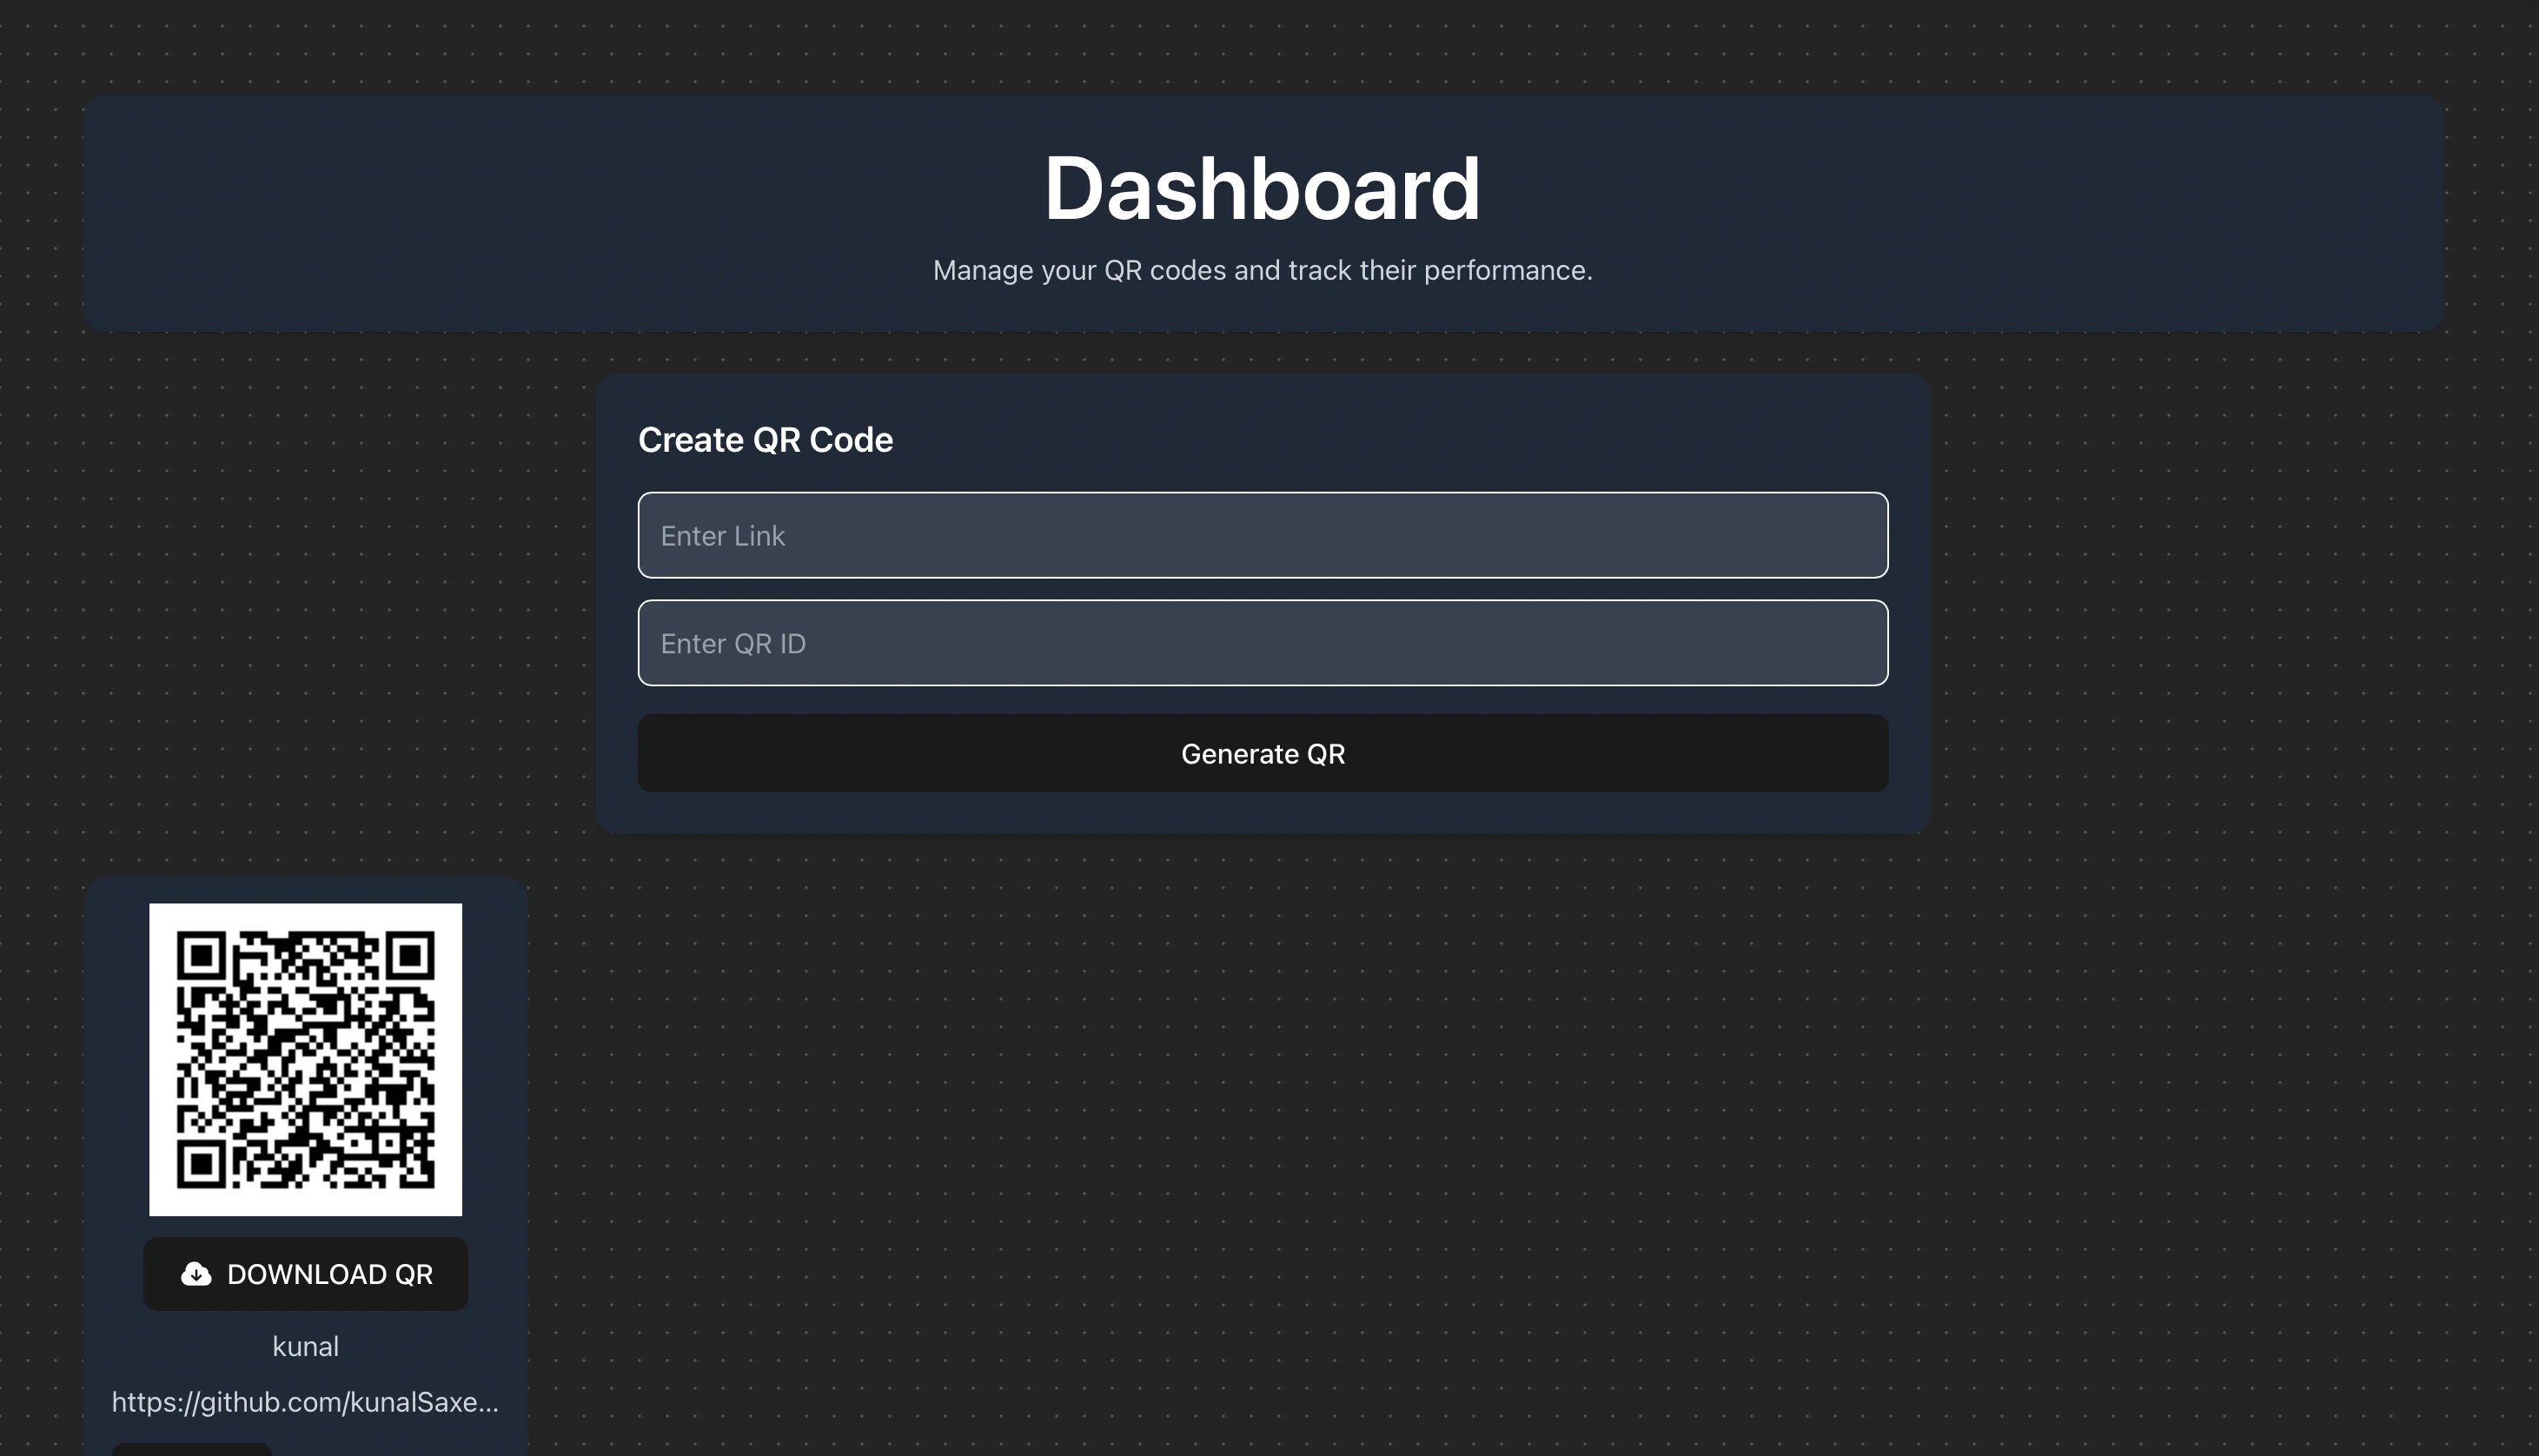 Dashboard
Manage your QR codes and track their performance.
Create QR Code
Enter Link
Enter QR ID
Generate QR
DOWNLOAD QR
kunal
https://github.com/kunalSaxe...